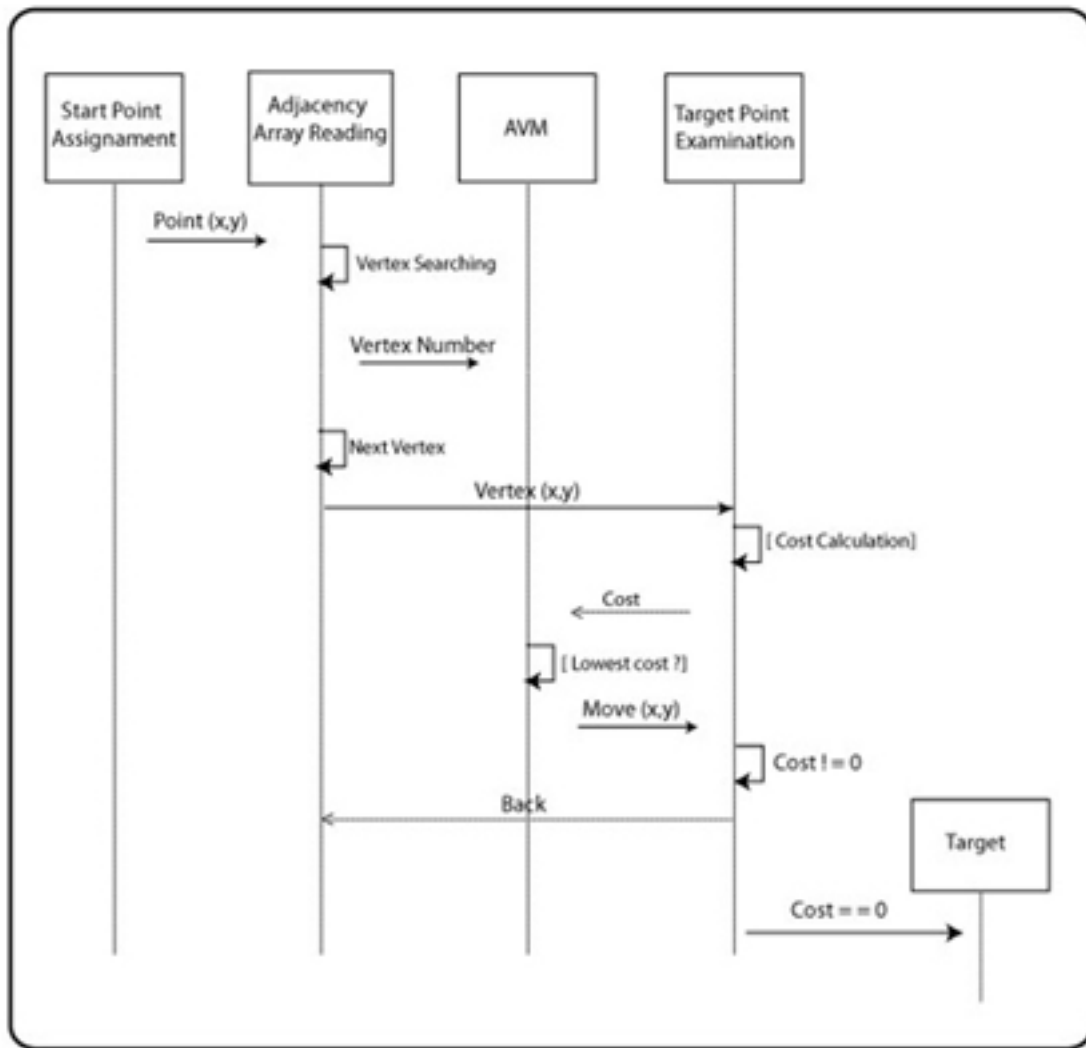 Start Point
Assignament
Adjacency
Array Reading
AVM
Target Point
Examination
Point (x,y)
Vertex Searching
Vertex Number
Next Vertex
Vertex (x,y)
[ Cost Calculation]
Cost
[ Lowest cost ?]
Move (x,y)
Cost ! = 0
Back
Target
Cost = = 0